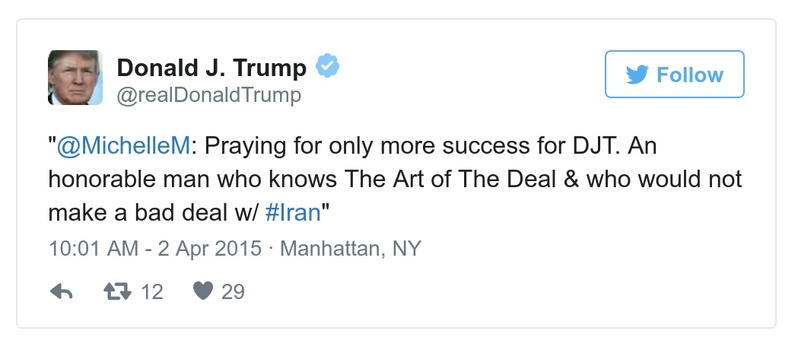 Donald J. Trump
@realDonaldTrump
Follow
"@MichelleM: Praying for only more success for DJT. An
honorable man who knows The Art of The Deal & who would not
make a bad deal w/ #Iran"
10:01 AM - 2 Apr 2015 · Manhattan, NY
12 29